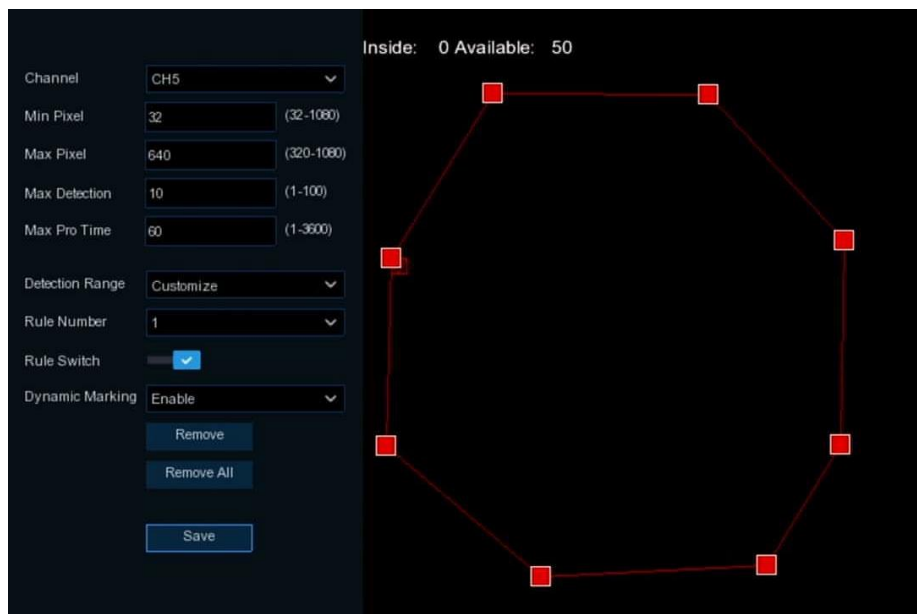 Inside: 0 Available: 50
Channel CH5
Min Pixel 32 (32-1080)
Max Pixel 640 (320-1080)
Max Detection 10 (1-100)
Max Pro Time 60 (1-3600)
Detection Range Customize
Rule Number 1
Rule Switch
Dynamic Marking Enable
Remove
Remove All
Save